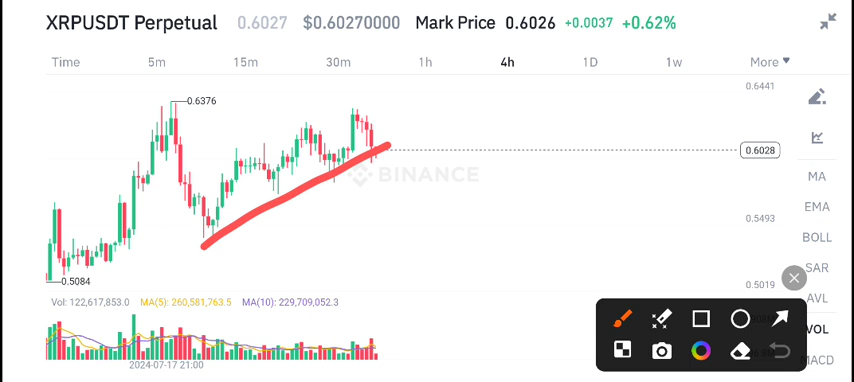 XRPUSDT Perpetual 0.6027 $0.60270000 Mark Price 0.6026 +0.0037 +0.62%
Time 5m 15m 30m 1h 4h 1D 1w More
0.6441
0.6376
0.6028
BINANCE
MA
EMA
0.5493
BOLL
SAR
0.5084
0.5019
AVL
Vol: 122,617,853.0 MA(5): 260,581,763.5 MA(10): 229,709,052.3
VOL
MACD
2024-07-17 21:00